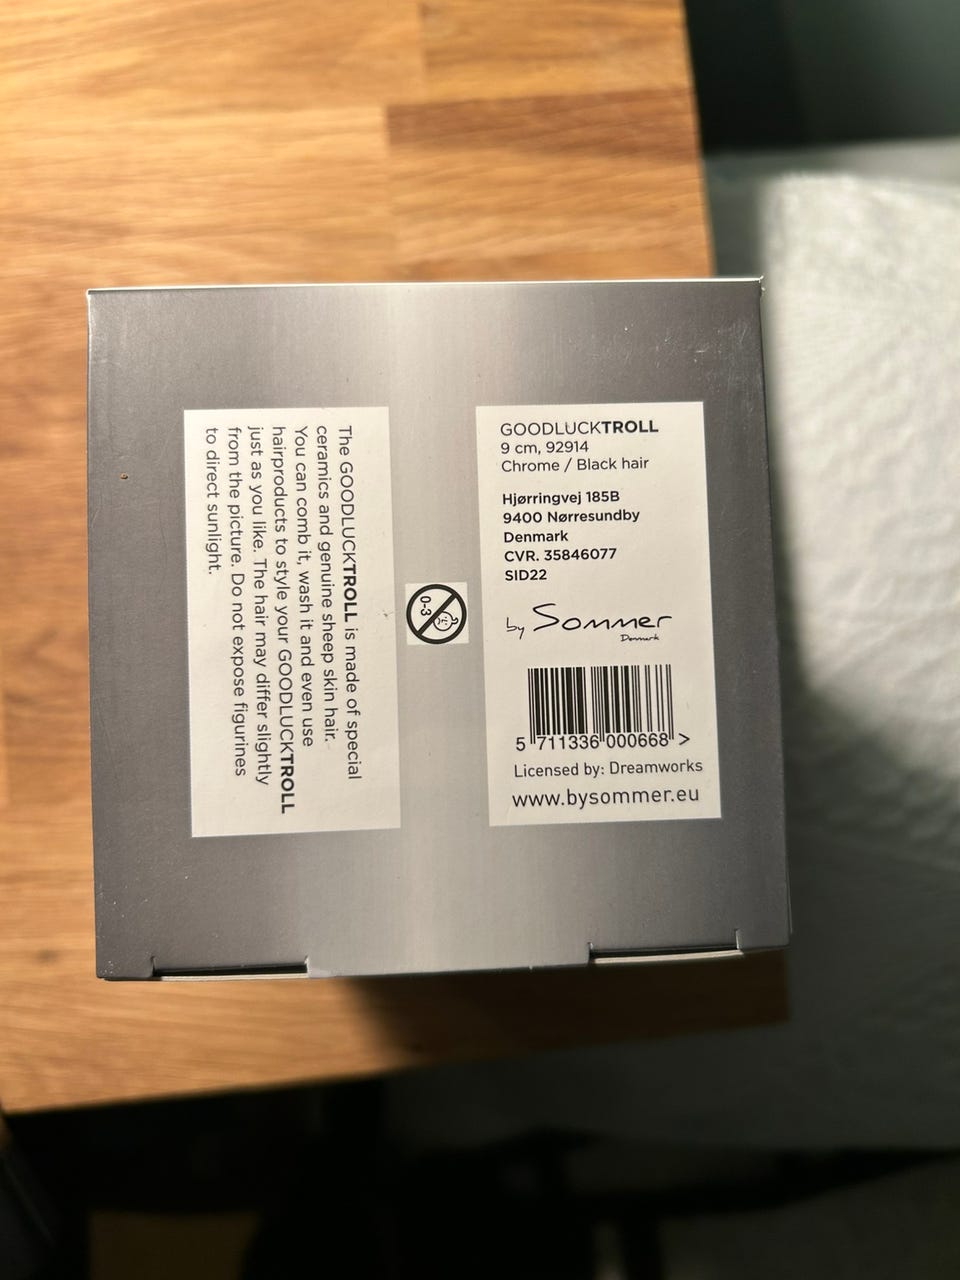 GOODLUCKTROLL
9 cm, 92914
Chrome / Black hair
Hjørringvej 185B
9400 Nørresundby
Denmark
CVR. 35846077
SID22
by Sommer
Denmark
5 711336 000668 >
Licensed by: Dreamworks
www.bysommer.eu
0-3
The GOODLUCKTROLL is made of special
ceramics and genuine sheep skin hair.
You can comb it, wash it and even use
hairproducts to style your GOODLUCKTROLL
just as you like. The hair may differ slightly
from the picture. Do not expose figurines
to direct sunlight.